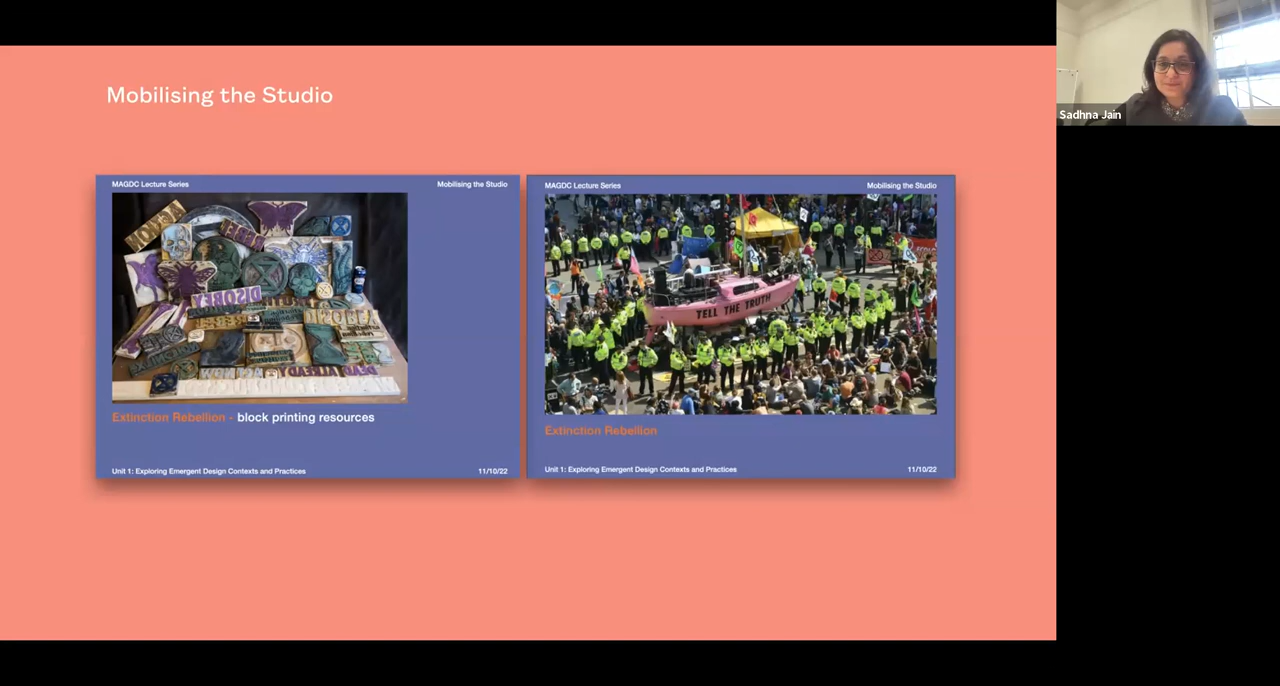 Mobilising the Studio
Sadhna Jain
MAGDC Lecture Series
Mobilising the Studio
DISOBEY
Extinction Rebellion - block printing resources
Unit 1: Exploring Emergent Design Contexts and Practices
11/10/22
MAGDC Lecture Series
Mobilising the Studio
TELL THE TRUTH
Extinction Rebellion
Unit 1: Exploring Emergent Design Contexts and Practices
11/10/22